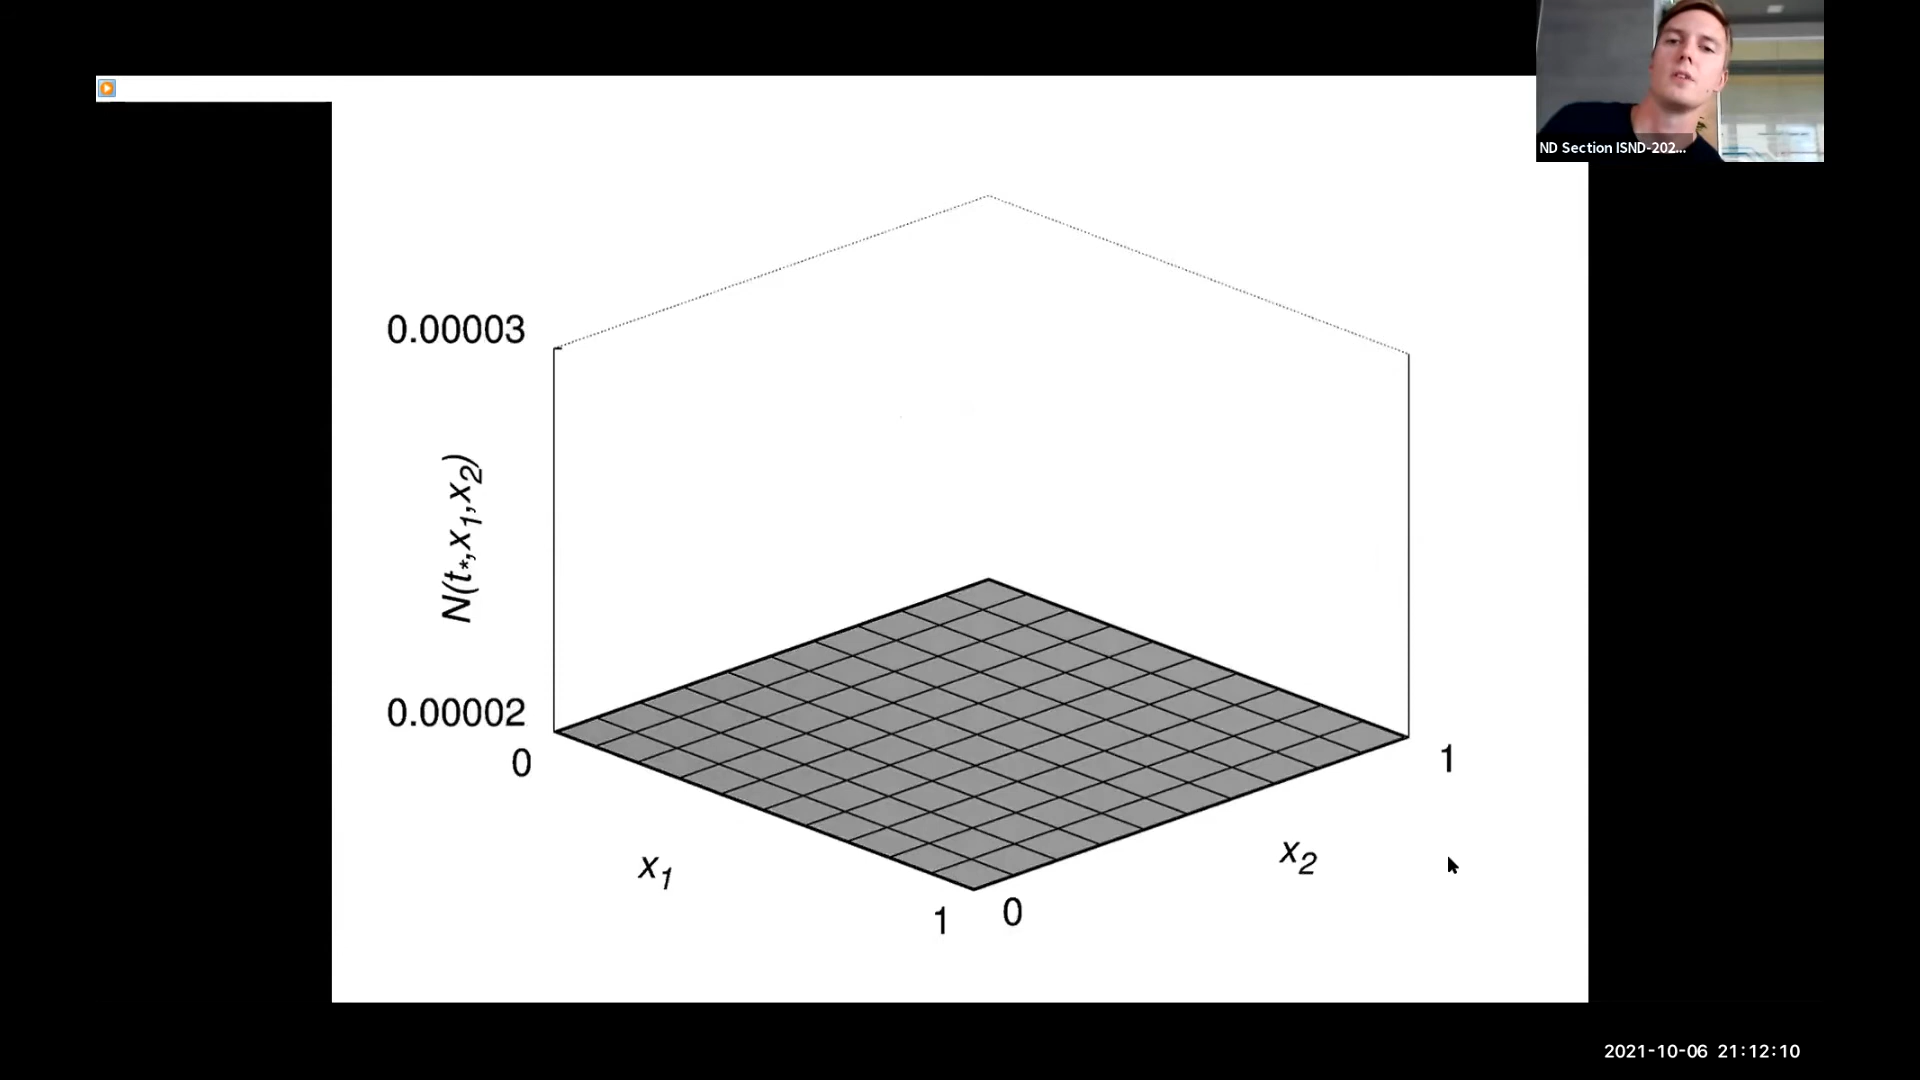 ND Section ISND-202...
0.00003
N(t*,x1,x2)
0.00002
0
1
x1
x2
1
0
2021-10-06 21:12:10